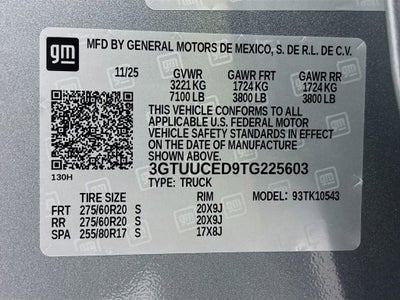 gm MFD BY GENERAL MOTORS DE MEXICO, S. DE R.L. DE C.V.
11/25 GVWR GAWR FRT GAWR RR
3221 KG 1724 KG 1724 KG
7100 LB 3800 LB 3800 LB
THIS VEHICLE CONFORMS TO ALL
APPLICABLE U.S. FEDERAL MOTOR
VEHICLE SAFETY STANDARDS IN EFFECT
ON THE DATE OF MANUFACTURE
SHOWN ABOVE.
3GTUUCED9TG225603
130H TYPE: TRUCK
TIRE SIZE RIM MODEL: 93TK10543
FRT 275/60R20 S 20X9J
RR 275/60R20 S 20X9J
SPA 255/80R17 S 17X8J